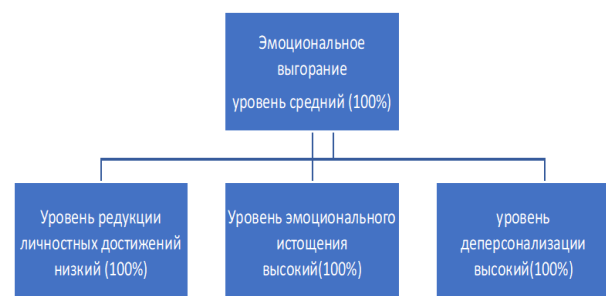 Эмоциональное
выгорание
уровень средний (100%)
Уровень редукции
личностных достижений
низкий (100%)
Уровень эмоционального
истощения
высокий(100%)
уровень
деперсонализации
высокий(100%)